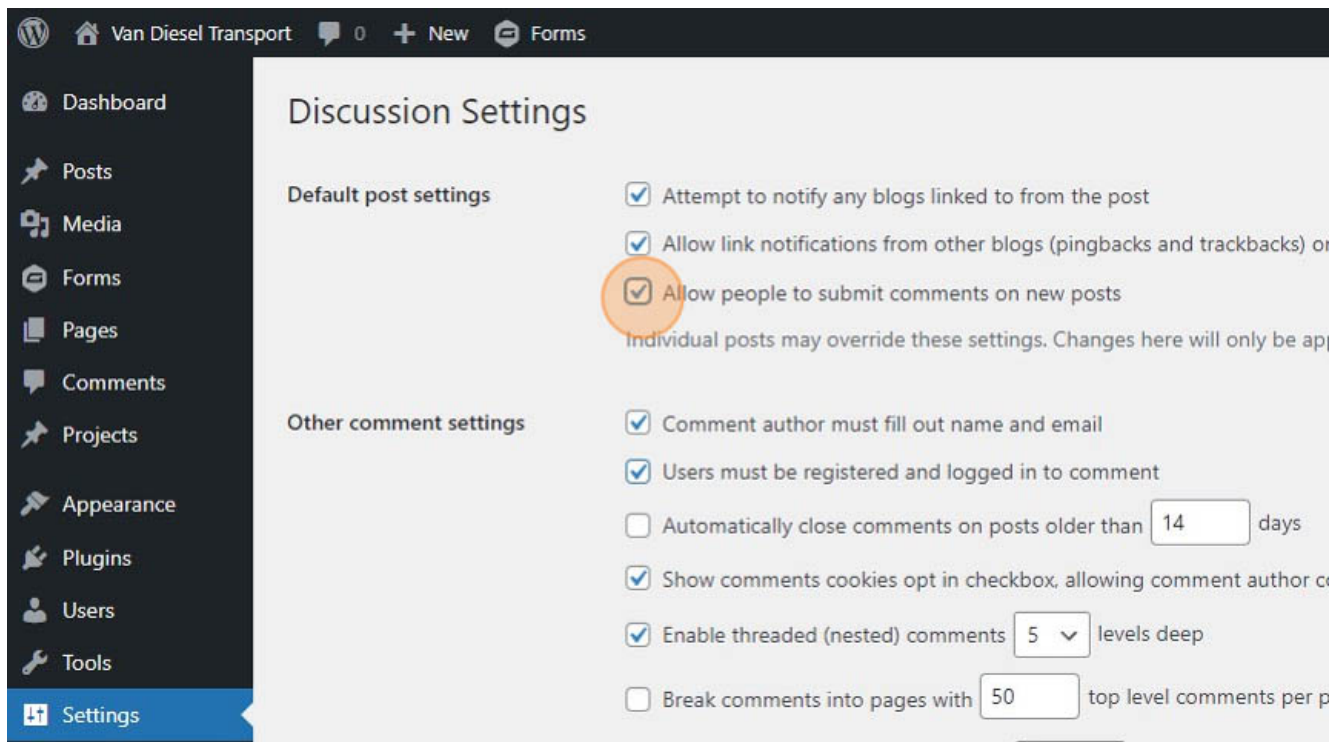 Van Diesel Transport 0 New Forms
Dashboard
Posts
Media
Forms
Pages
Comments
Projects
Appearance
Plugins
Users
Tools
Settings
Discussion Settings
Default post settings
Attempt to notify any blogs linked to from the post
Allow link notifications from other blogs (pingbacks and trackbacks)
Allow people to submit comments on new posts
Individual posts may override these settings. Changes here will only be
Other comment settings
Comment author must fill out name and email
Users must be registered and logged in to comment
Automatically close comments on posts older than 14 days
Show comments cookies opt in checkbox, allowing comment author
Enable threaded (nested) comments 5 levels deep
Break comments into pages with 50 top level comments per